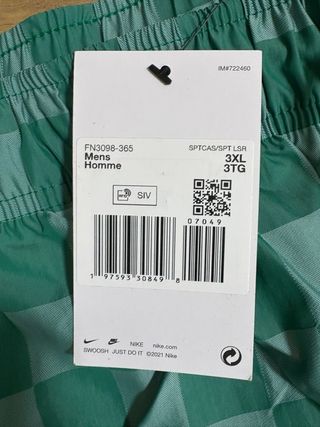 IM#722460
FN3098-365 SPTCAS/SPT LSR
Mens 3XL
Homme 3TG
SIV
07049
1 97593 30849 8
NIKE nike.com
SWOOSH JUST DO IT ©2021 Nike